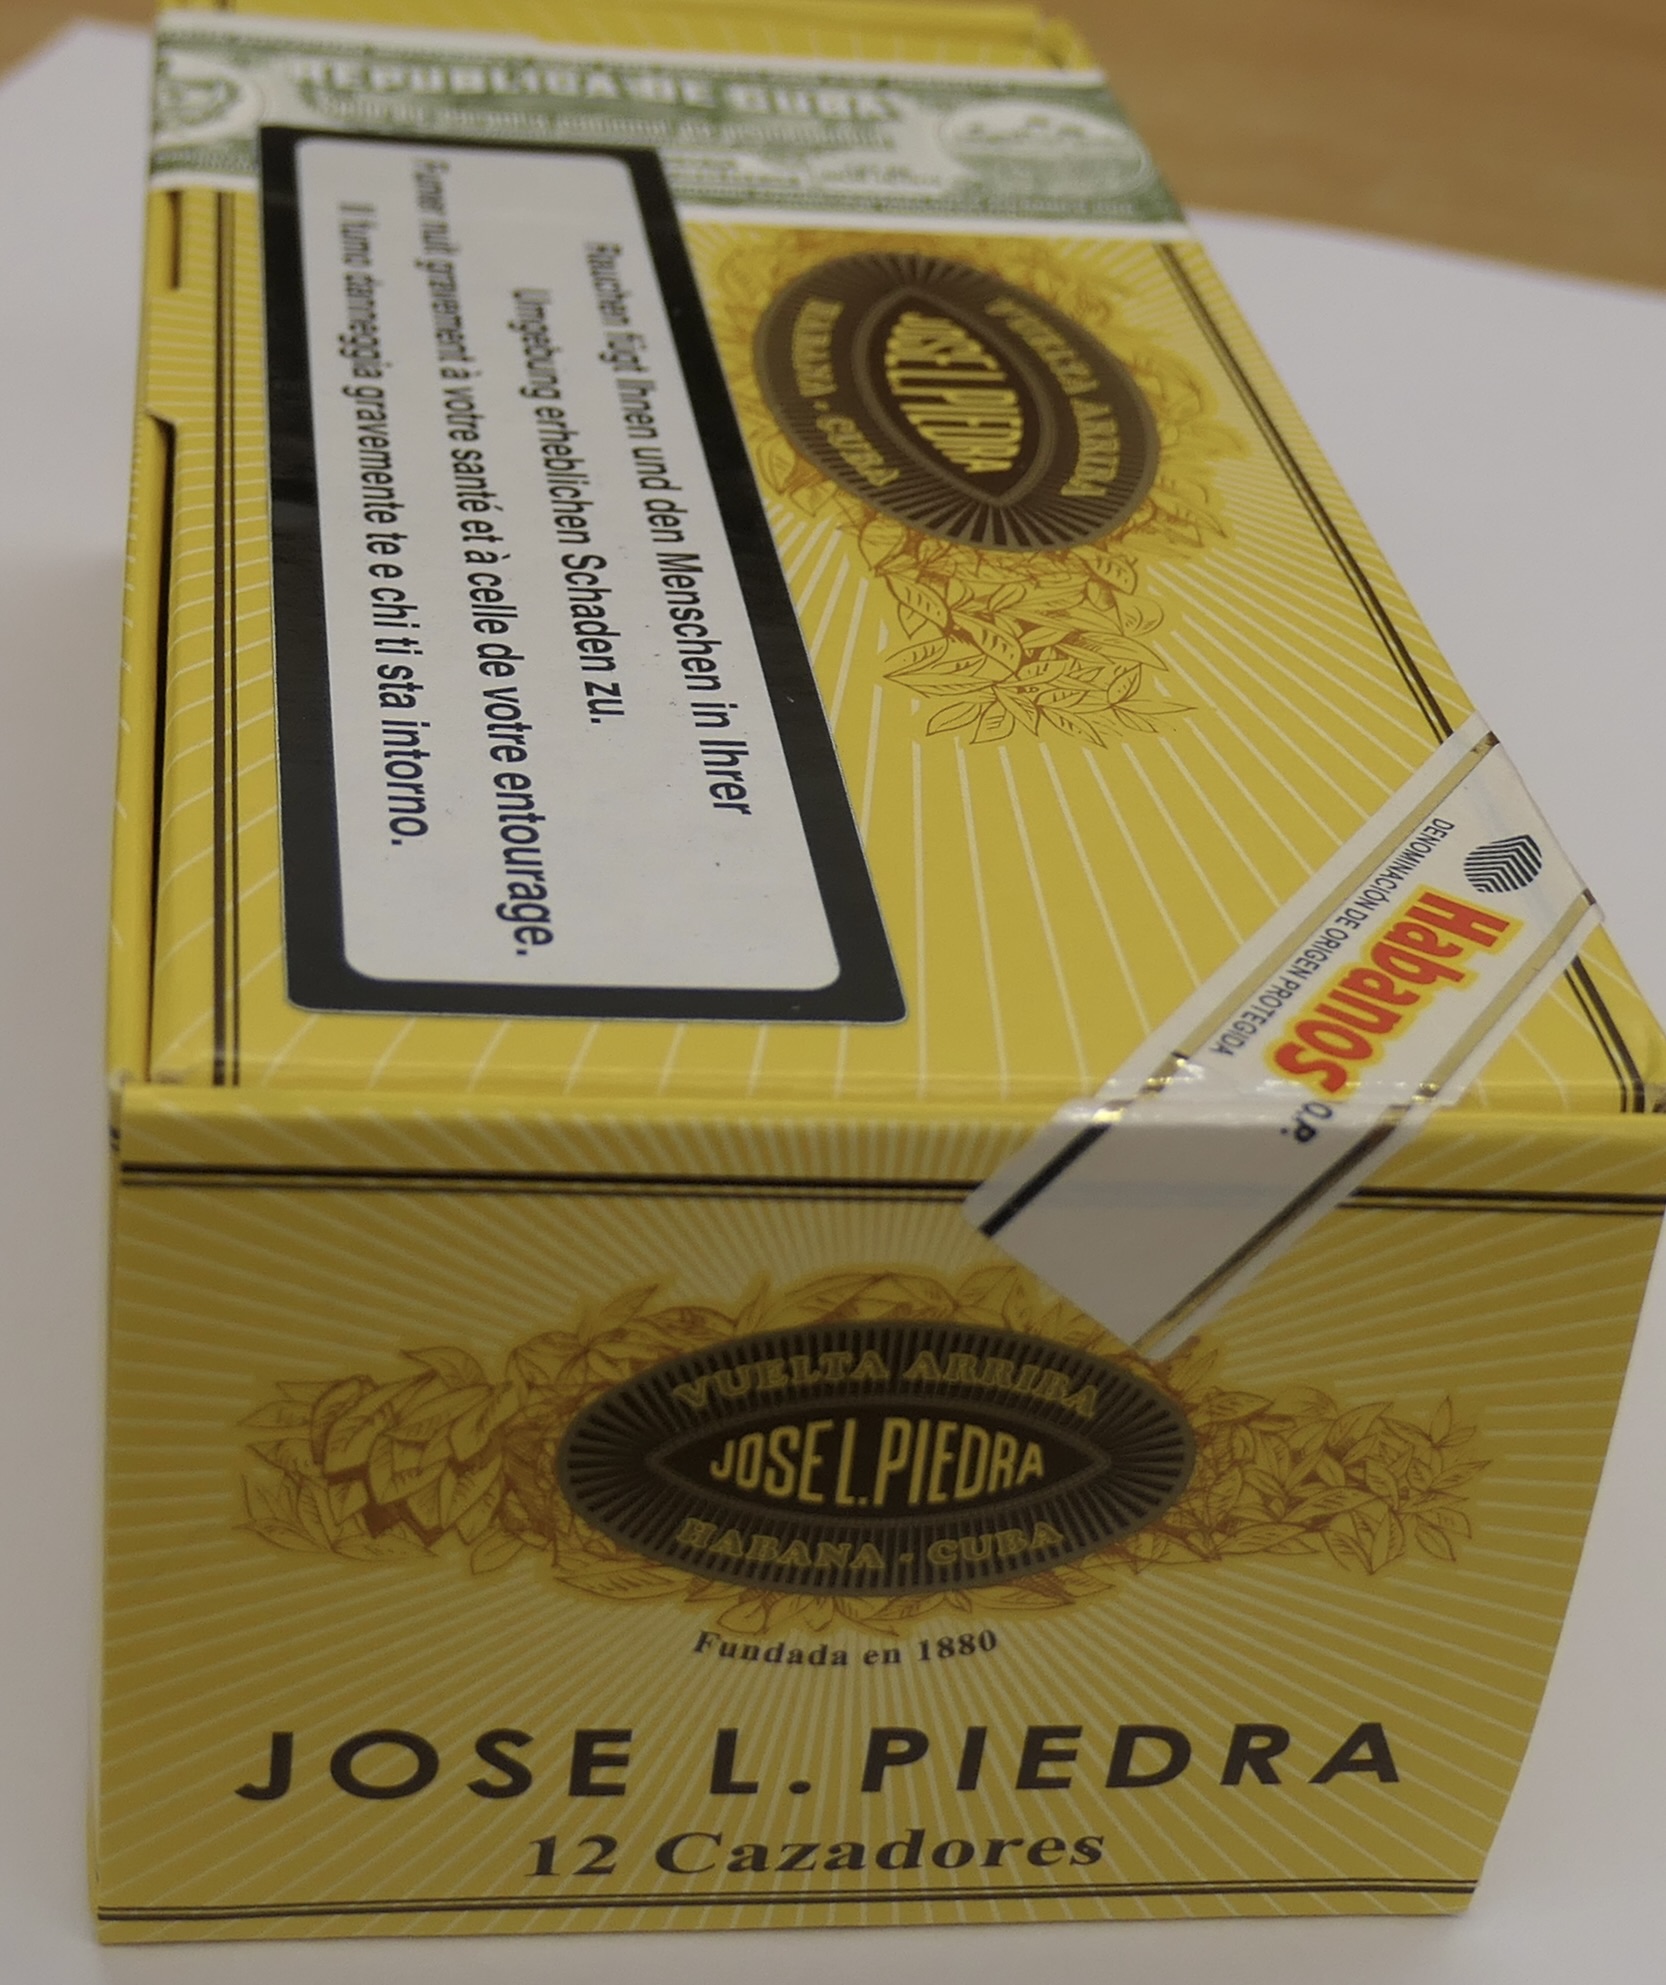 REPUBLICA DE CUBA
Rauchen fügt Ihnen und den Menschen in Ihrer
Umgebung erheblichen Schaden zu.
Fumer nuit gravement à votre santé et à celle de votre entourage.
Il fumo danneggia gravemente te e chi ti sta intorno.
VUELTA ARRIBA
JOSE L. PIEDRA
HABANA - CUBA
Habanos
DENOMINACIÓN DE ORIGEN PROTEGIDA
VUELTA ARRIBA
JOSE L. PIEDRA
HABANA - CUBA
Fundada en 1880
JOSE L. PIEDRA
12 Cazadores